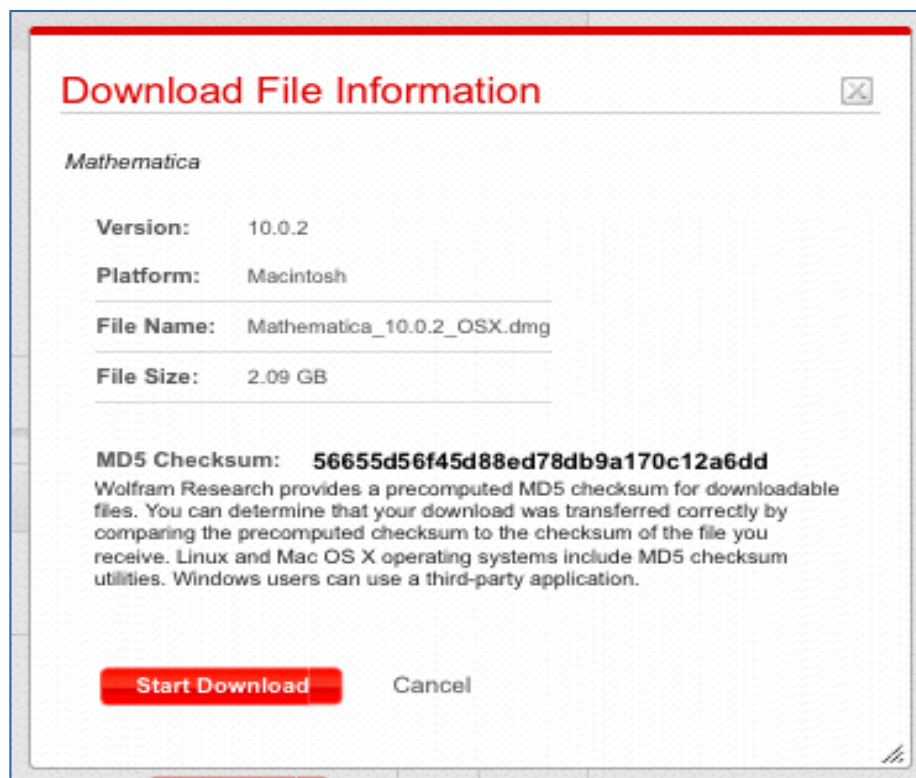 Download File Information
Mathematica
Version: 10.0.2
Platform: Macintosh
File Name: Mathematica_10.0.2_OSX.dmg
File Size: 2.09 GB
MD5 Checksum: 56655d56f45d88ed78db9a170c12a6dd
Wolfram Research provides a precomputed MD5 checksum for downloadable
files. You can determine that your download was transferred correctly by
comparing the precomputed checksum to the checksum of the file you
receive. Linux and Mac OS X operating systems include MD5 checksum
utilities. Windows users can use a third-party application.
Start Download Cancel